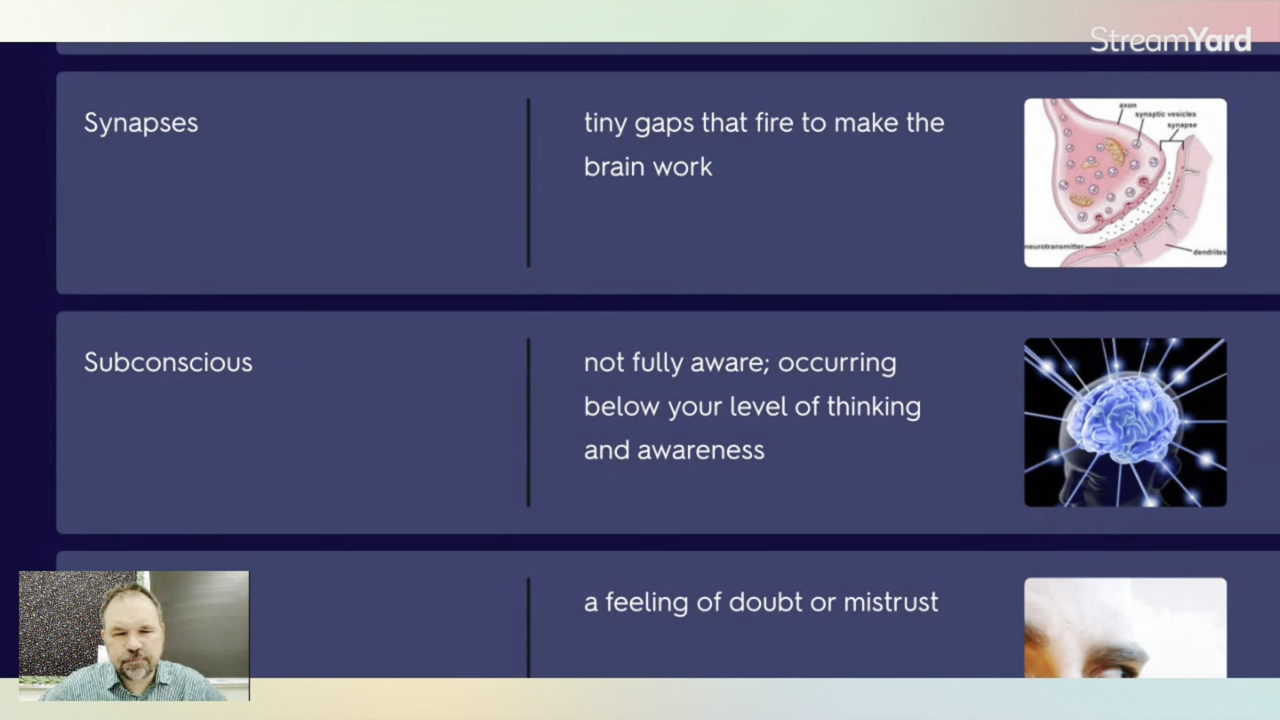 StreamYard
Synapses
tiny gaps that fire to make the
brain work
axon
synaptic vesicles
synapse
neurotransmitter
dendrites
Subconscious
not fully aware; occurring
below your level of thinking
and awareness
a feeling of doubt or mistrust